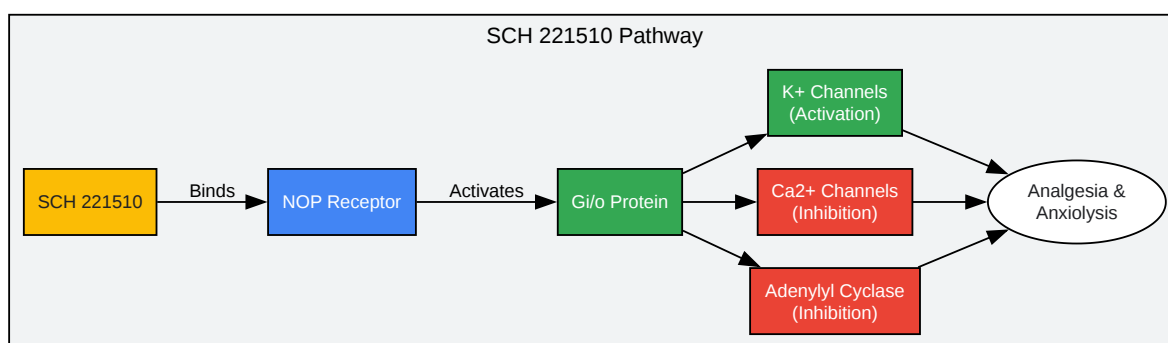 SCH 221510 Pathway
SCH 221510
Binds
NOP Receptor
Activates
Gi/o Protein
K+ Channels
(Activation)
Ca2+ Channels
(Inhibition)
Adenylyl Cyclase
(Inhibition)
Analgesia &
Anxiolysis